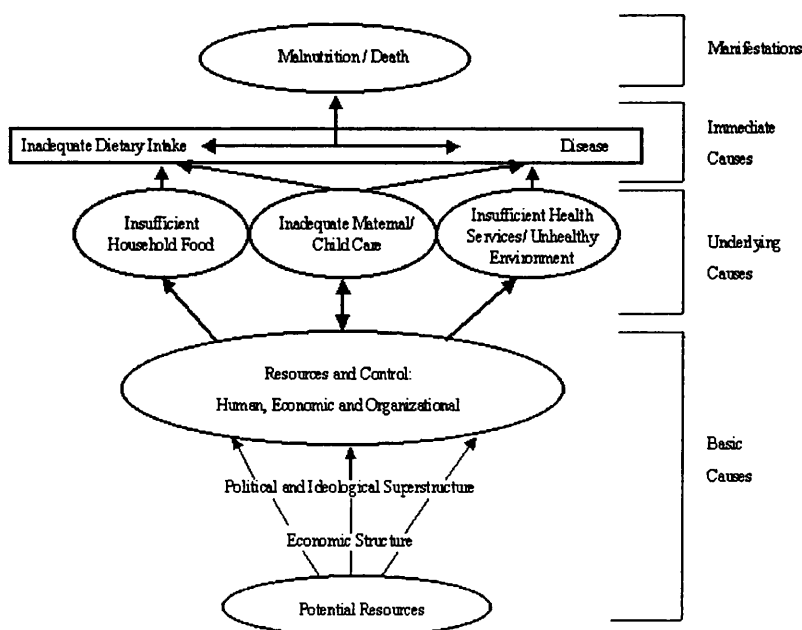 Malnutrition / Death
Manifestations
Inadequate Dietary Intake
Disease
Immediate
Causes
Insufficient
Household Food
Inadequate Maternal/
Child Care
Insufficient Health
Services/ Unhealthy
Environment
Underlying
Causes
Resources and Control:
Human, Economic and Organizational
Basic
Causes
Political and Ideological Superstructure
Economic Structure
Potential Resources